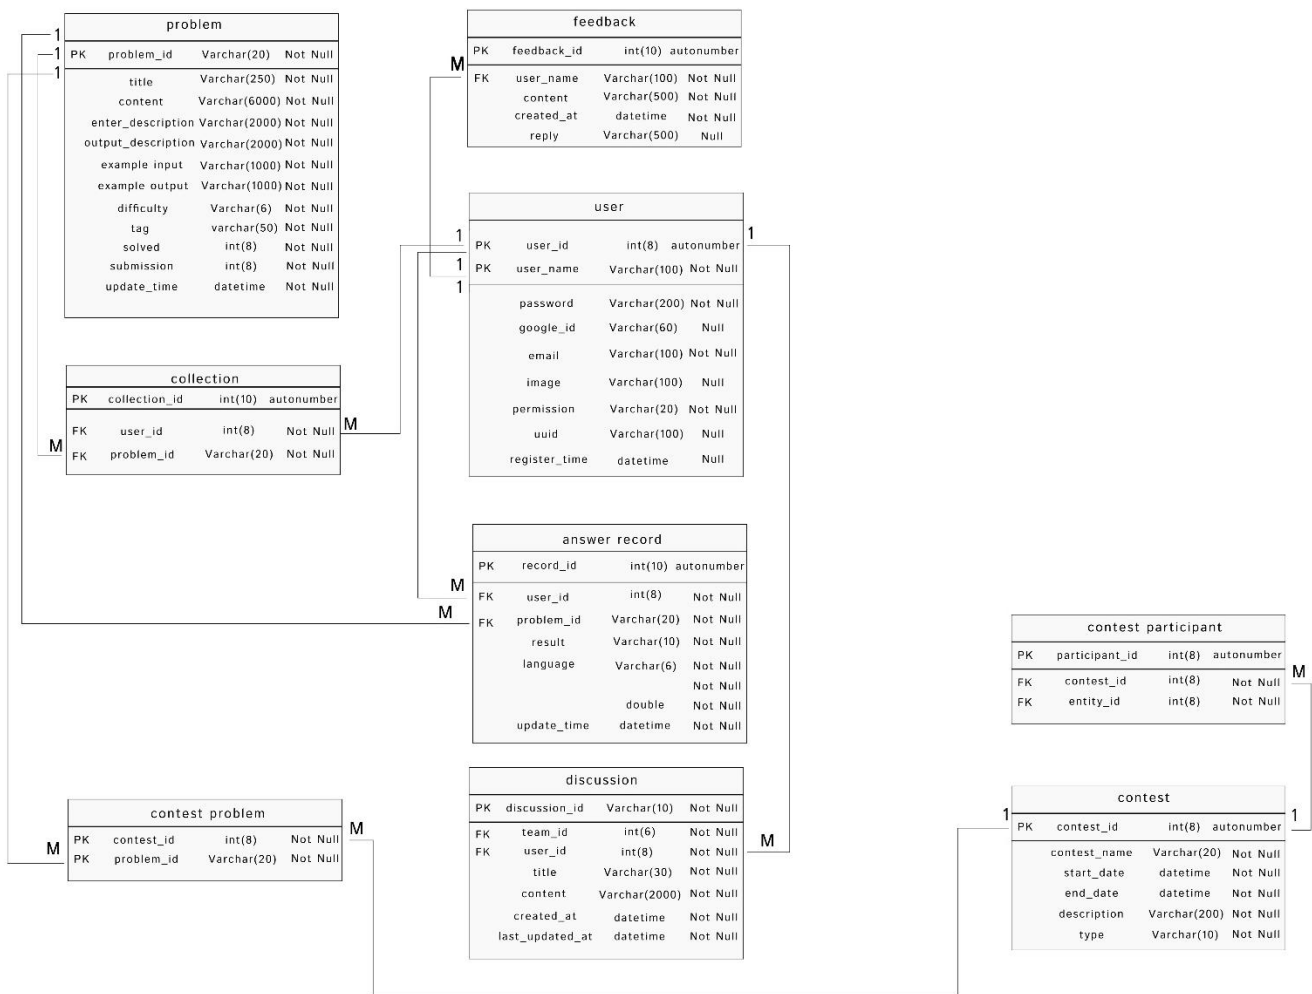 problem
1
1 PK problem_id Varchar(20) Not Null
1
title Varchar(250) Not Null
content Varchar(6000) Not Null
enter_description Varchar(2000) Not Null
output_description Varchar(2000) Not Null
example input Varchar(1000) Not Null
example output Varchar(1000) Not Null
difficulty Varchar(6) Not Null
tag varchar(50) Not Null
solved int(8) Not Null
submission int(8) Not Null
update_time datetime Not Null
feedback
PK feedback_id int(10) autonumber
M FK user_name Varchar(100) Not Null
content Varchar(500) Not Null
created_at datetime Not Null
reply Varchar(500) Null
user
1 PK user_id int(8) autonumber 1
1 PK user_name Varchar(100) Not Null
1
password Varchar(200) Not Null
google_id Varchar(60) Null
email Varchar(100) Not Null
image Varchar(100) Null
permission Varchar(20) Not Null
uuid Varchar(100) Null
register_time datetime Null
collection
PK collection_id int(10) autonumber
FK user_id int(8) Not Null M
M FK problem_id Varchar(20) Not Null
answer record
PK record_id int(10) autonumber
M FK user_id int(8) Not Null
M FK problem_id Varchar(20) Not Null
result Varchar(10) Not Null
language Varchar(6) Not Null
Not Null
double Not Null
update_time datetime Not Null
contest participant
PK participant_id int(8) autonumber
FK contest_id int(8) Not Null M
FK entity_id int(8) Not Null
contest problem
PK contest_id int(8) Not Null M
M PK problem_id Varchar(20) Not Null
discussion
PK discussion_id Varchar(10) Not Null
FK team_id int(6) Not Null
FK user_id int(8) Not Null M
title Varchar(30) Not Null
content Varchar(2000) Not Null
created_at datetime Not Null
last_updated_at datetime Not Null
contest
1 PK contest_id int(8) autonumber 1
contest_name Varchar(20) Not Null
start_date datetime Not Null
end_date datetime Not Null
description Varchar(200) Not Null
type Varchar(10) Not Null